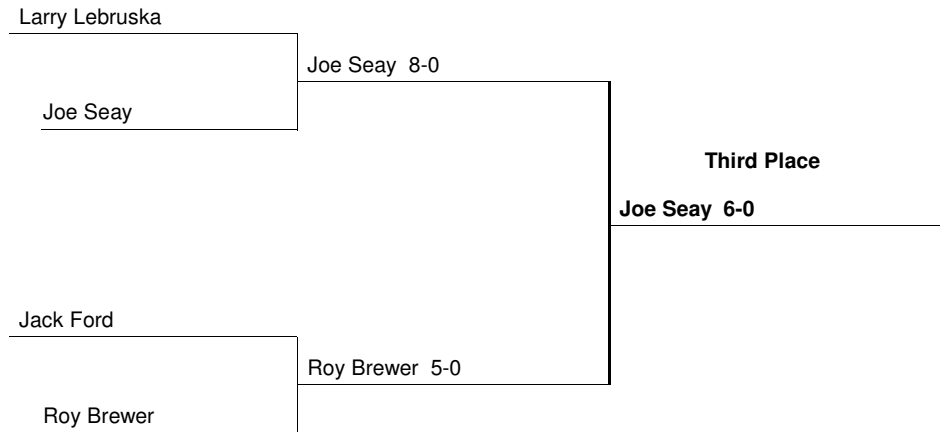 Larry Lebruska
Joe Seay 8-0
Joe Seay
Third Place
Joe Seay 6-0
Jack Ford
Roy Brewer 5-0
Roy Brewer